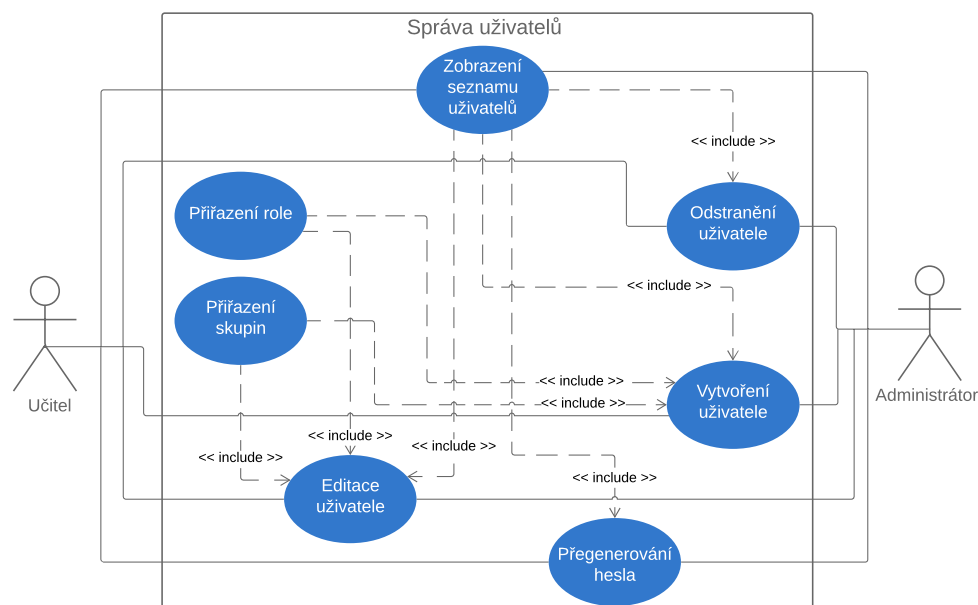 Správa uživatelů
Zobrazení
seznamu
uživatelů
<< include >>
Přiřazení role
Odstranění
uživatele
<< include >>
Přiřazení
skupin
Učitel
Administrátor
<< include >>
<< include >>
Vytvoření
uživatele
<< include >>
<< include >>
<< include >>
<< include >>
Editace
uživatele
Přegenerování
hesla